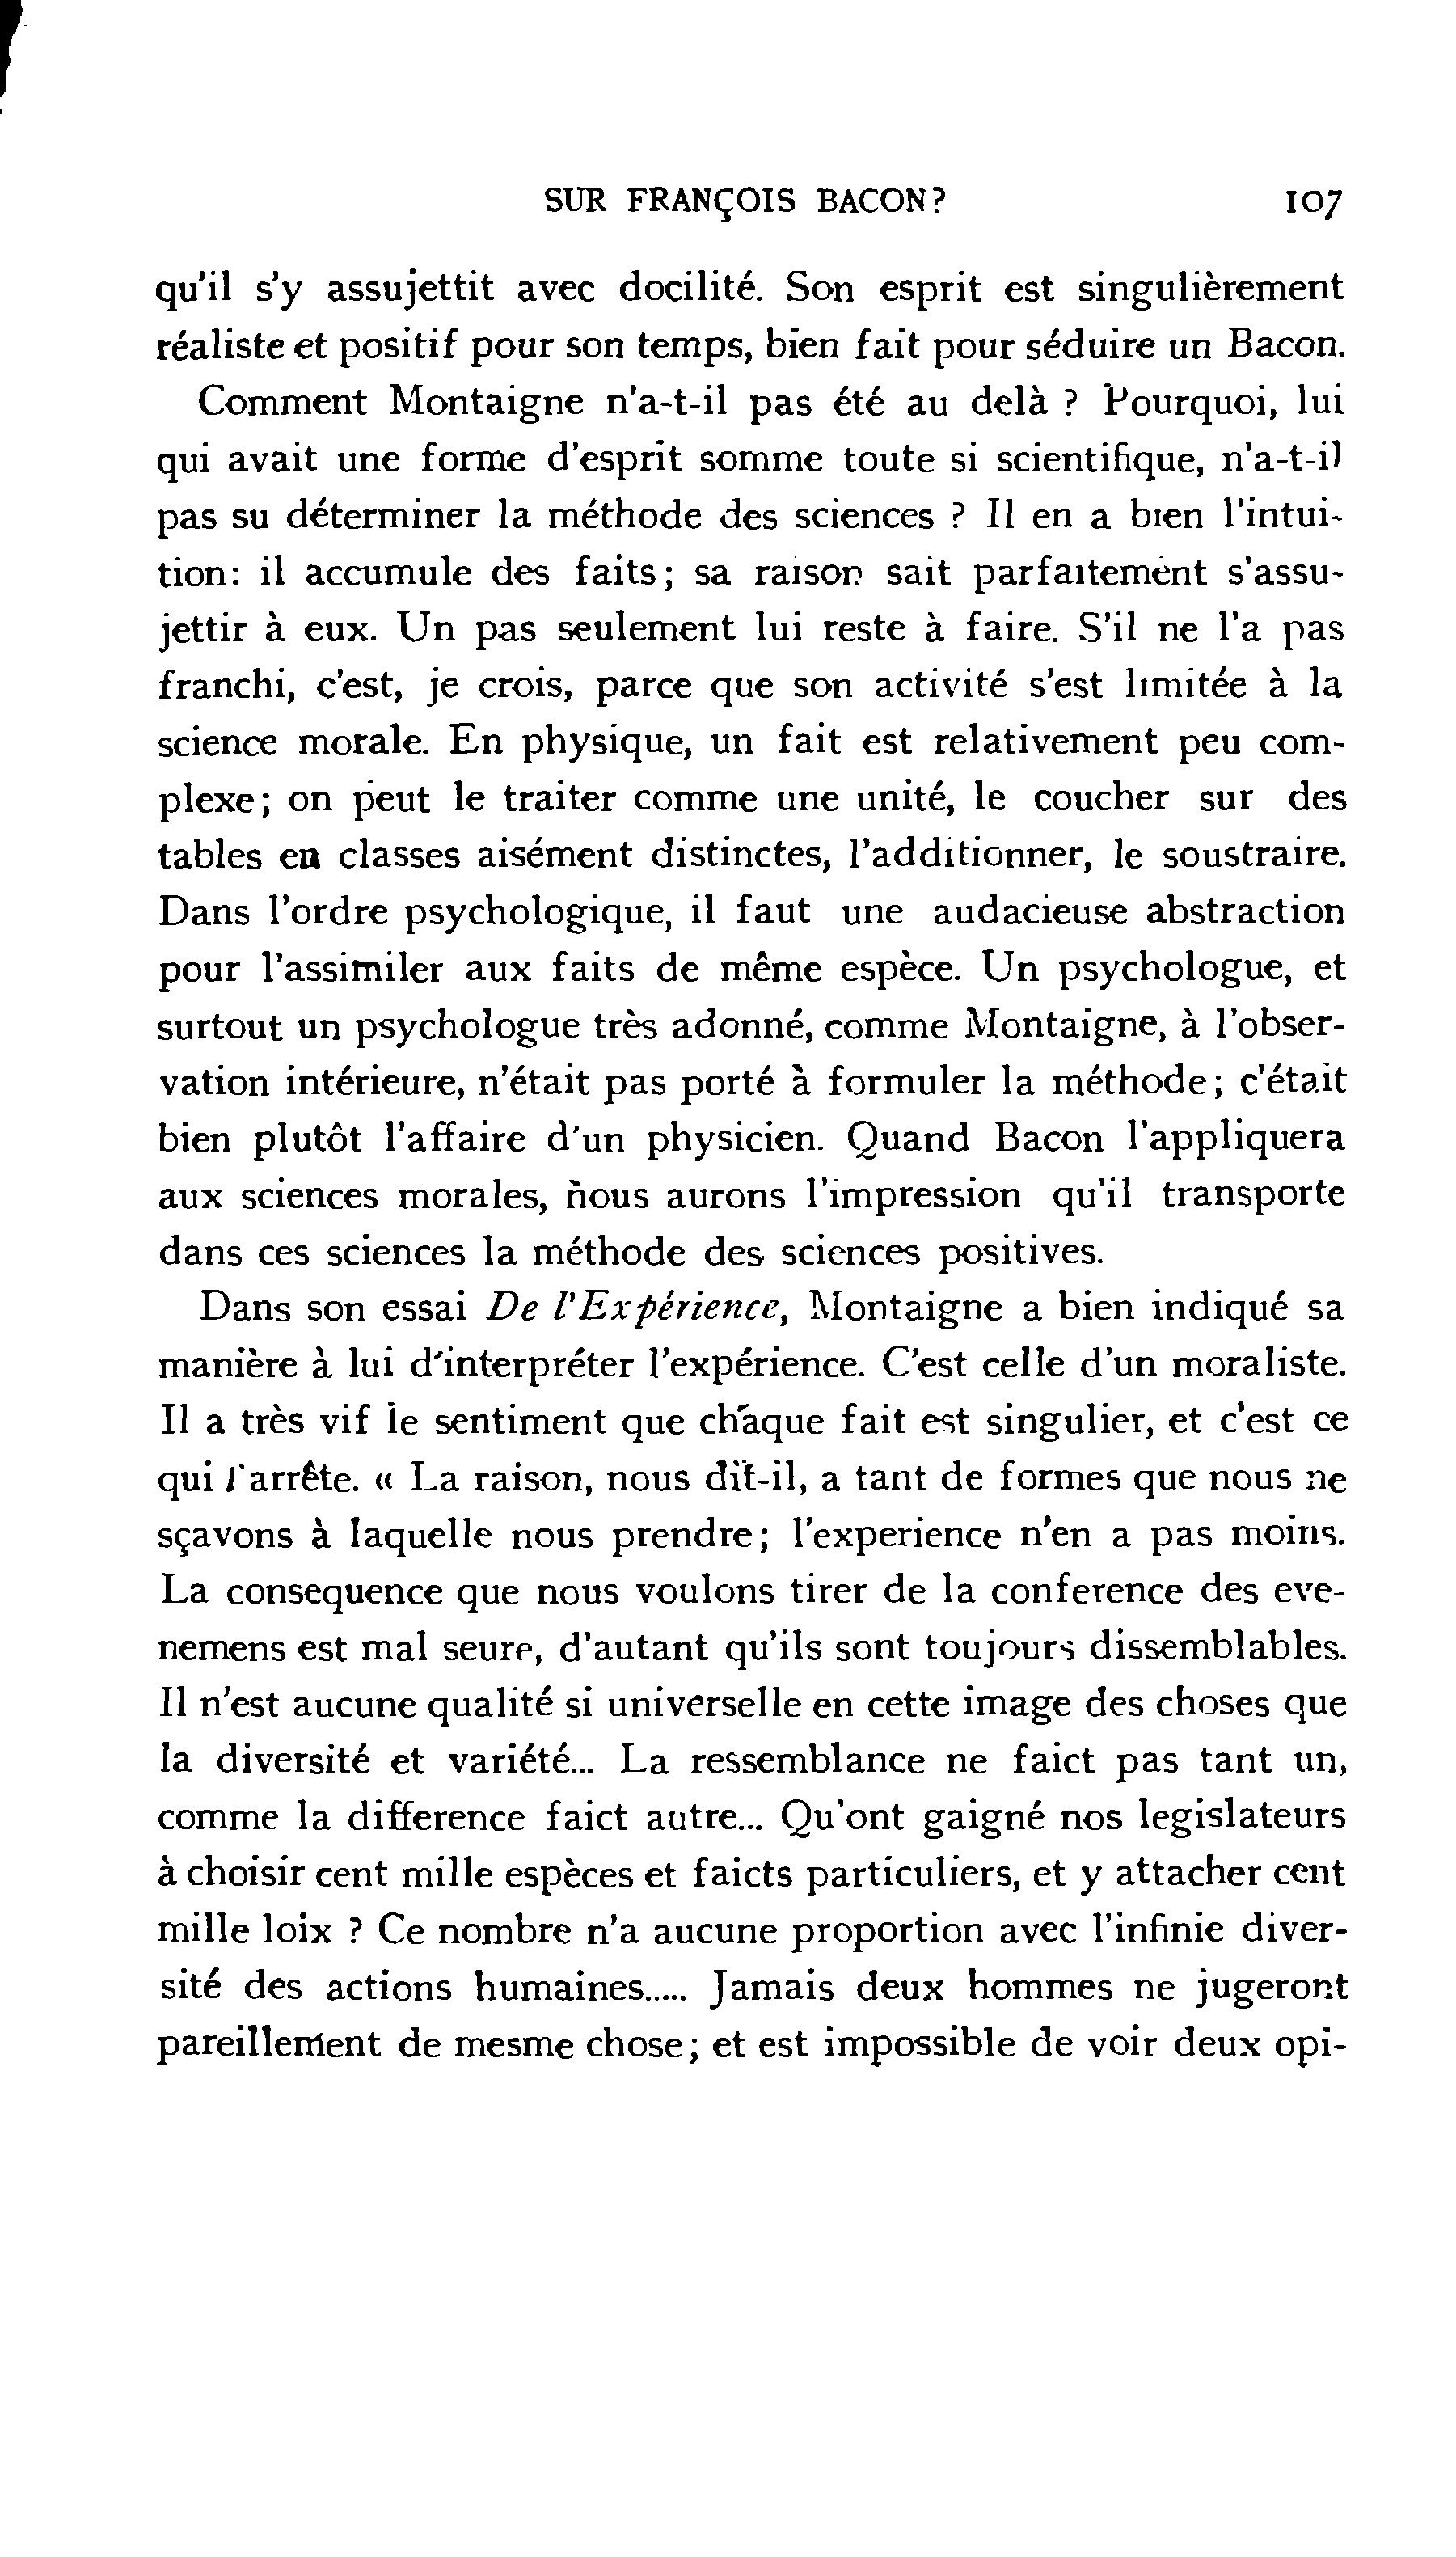 SUR FRANÇOIS BACON? 107
qu'il s'y assujettit avec docilité. Son esprit est singulièrement
réaliste et positif pour son temps, bien fait pour séduire un Bacon.
Comment Montaigne n'a-t-il pas été au delà ? Pourquoi, lui
qui avait une forme d'esprit somme toute si scientifique, n'a-t-il
pas su déterminer la méthode des sciences ? Il en a bien l'intui-
tion: il accumule des faits; sa raison sait parfaitement s'assu-
jettir à eux. Un pas seulement lui reste à faire. S'il ne l'a pas
franchi, c'est, je crois, parce que son activité s'est limitée à la
science morale. En physique, un fait est relativement peu com-
plexe; on peut le traiter comme une unité, le coucher sur des
tables en classes aisément distinctes, l'additionner, le soustraire.
Dans l'ordre psychologique, il faut une audacieuse abstraction
pour l'assimiler aux faits de même espèce. Un psychologue, et
surtout un psychologue très adonné, comme Montaigne, à l'obser-
vation intérieure, n'était pas porté à formuler la méthode; c'était
bien plutôt l'affaire d'un physicien. Quand Bacon l'appliquera
aux sciences morales, nous aurons l'impression qu'il transporte
dans ces sciences la méthode des sciences positives.
Dans son essai De l'Expérience, Montaigne a bien indiqué sa
manière à lui d'interpréter l'expérience. C'est celle d'un moraliste.
Il a très vif le sentiment que chaque fait est singulier, et c'est ce
qui l'arrête. « La raison, nous dit-il, a tant de formes que nous ne
sçavons à laquelle nous prendre; l'experience n'en a pas moins.
La consequence que nous voulons tirer de la conference des eve-
nemens est mal seure, d'autant qu'ils sont toujours dissemblables.
Il n'est aucune qualité si universelle en cette image des choses que
la diversité et variété... La ressemblance ne faict pas tant un,
comme la difference faict autre... Qu'ont gaigné nos legislateurs
à choisir cent mille espèces et faicts particuliers, et y attacher cent
mille loix ? Ce nombre n'a aucune proportion avec l'infinie diver-
sité des actions humaines..... Jamais deux hommes ne jugeront
pareillement de mesme chose; et est impossible de voir deux opi-